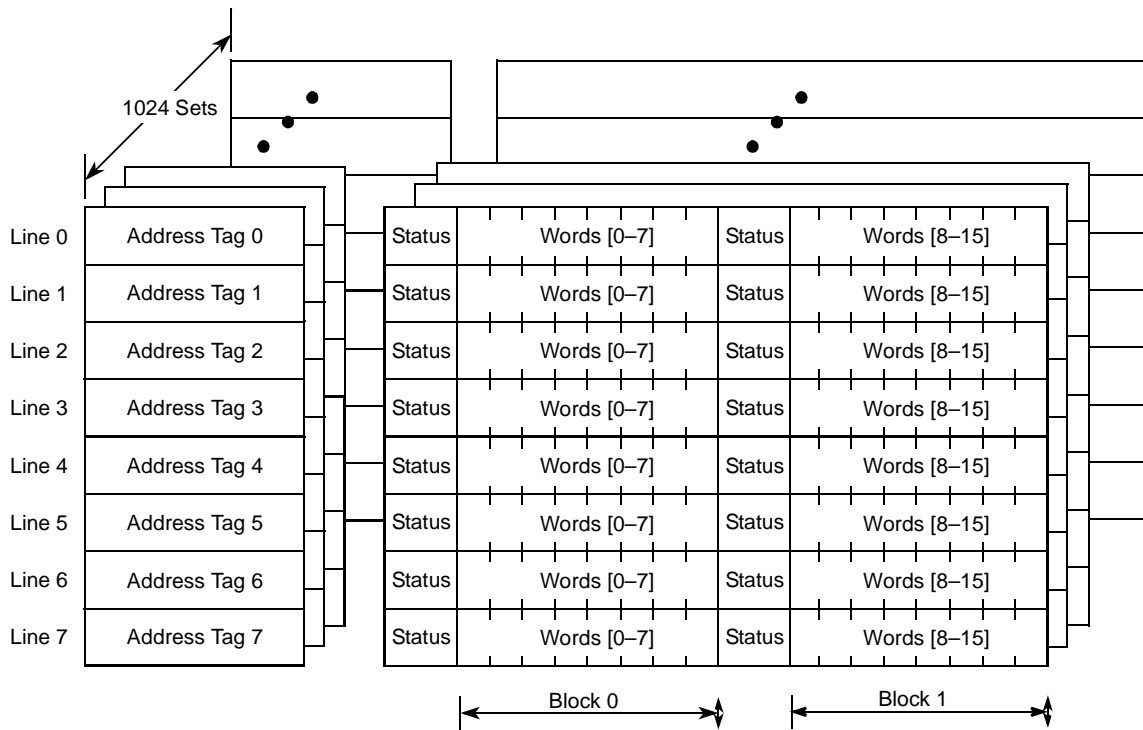 1024 Sets
Line 0 Address Tag 0 Status Words [0–7] Status Words [8–15]
Line 1 Address Tag 1 Status Words [0–7] Status Words [8–15]
Line 2 Address Tag 2 Status Words [0–7] Status Words [8–15]
Line 3 Address Tag 3 Status Words [0–7] Status Words [8–15]
Line 4 Address Tag 4 Status Words [0–7] Status Words [8–15]
Line 5 Address Tag 5 Status Words [0–7] Status Words [8–15]
Line 6 Address Tag 6 Status Words [0–7] Status Words [8–15]
Line 7 Address Tag 7 Status Words [0–7] Status Words [8–15]
Block 0 Block 1